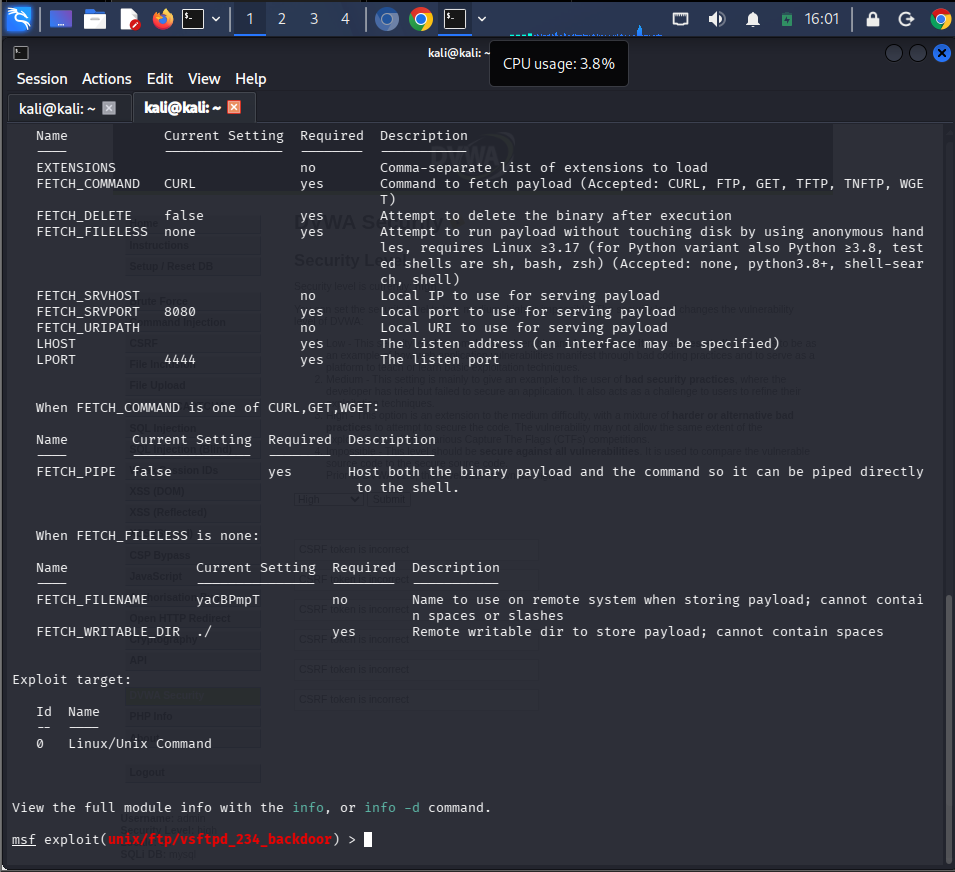 1 2 3 4 16:01
kali@kali: ~
CPU usage: 3.8%
Session Actions Edit View Help
kali@kali: ~ kali@kali: ~
Name Current Setting Required Description
EXTENSIONS no Comma-separate list of extensions to load
FETCH_COMMAND CURL yes Command to fetch payload (Accepted: CURL, FTP, GET, TFTP, TNFTP, WGE
T)
FETCH_DELETE false yes Attempt to delete the binary after execution
FETCH_FILELESS none yes Attempt to run payload without touching disk by using anonymous hand
les, requires Linux ≥3.17 (for Python variant also Python ≥3.8, test
ed shells are sh, bash, zsh) (Accepted: none, python3.8+, shell-sear
ch, shell)
FETCH_SRVHOST no Local IP to use for serving payload
FETCH_SRVPORT 8080 yes Local port to use for serving payload
FETCH_URIPATH no Local URI to use for serving payload
LHOST yes The listen address (an interface may be specified)
LPORT 4444 yes The listen port
When FETCH_COMMAND is one of CURL,GET,WGET:
Name Current Setting Required Description
FETCH_PIPE false yes Host both the binary payload and the command so it can be piped directly
to the shell.
When FETCH_FILELESS is none:
Name Current Setting Required Description
FETCH_FILENAME yaCBPmpT no Name to use on remote system when storing payload; cannot contai
n spaces or slashes
FETCH_WRITABLE_DIR ./ yes Remote writable dir to store payload; cannot contain spaces
Exploit target:
Id Name
-- ----
0 Linux/Unix Command
View the full module info with the info, or info -d command.
msf exploit(unix/ftp/vsftpd_234_backdoor) >